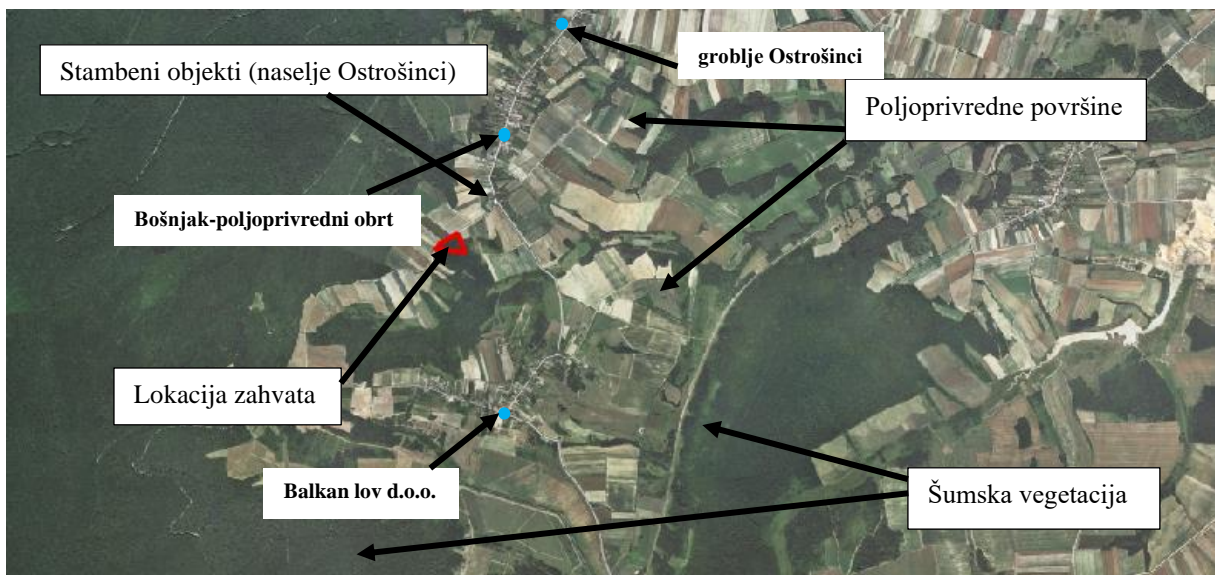 groblje Ostrošinci
Stambeni objekti (naselje Ostrošinci)
Poljoprivredne površine
Bošnjak-poljoprivredni obrt
Lokacija zahvata
Balkan lov d.o.o.
Šumska vegetacija